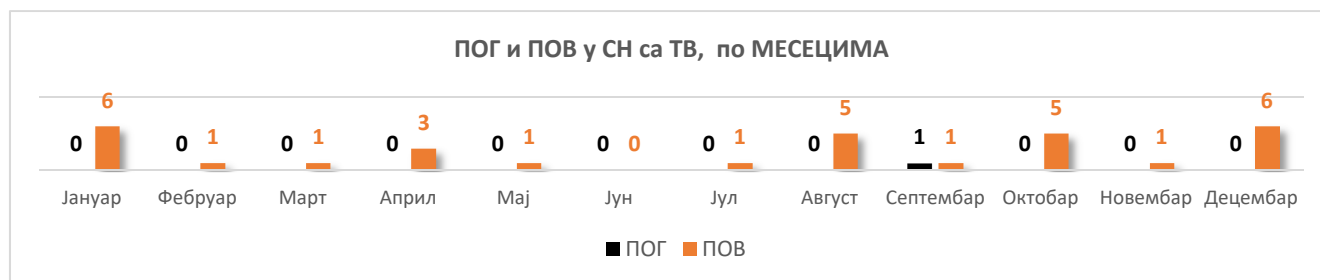 ПОГ и ПОВ у СН са ТВ, по МЕСЕЦИМА
0 6 0 1 0 1 0 3 0 1 0 0 0 1 0 5 1 1 0 5 0 1 0 6
Јануар Фебруар Март Април Мај Јун Јул Август Септембар Октобар Новембар Децембар
ПОГ ПОВ